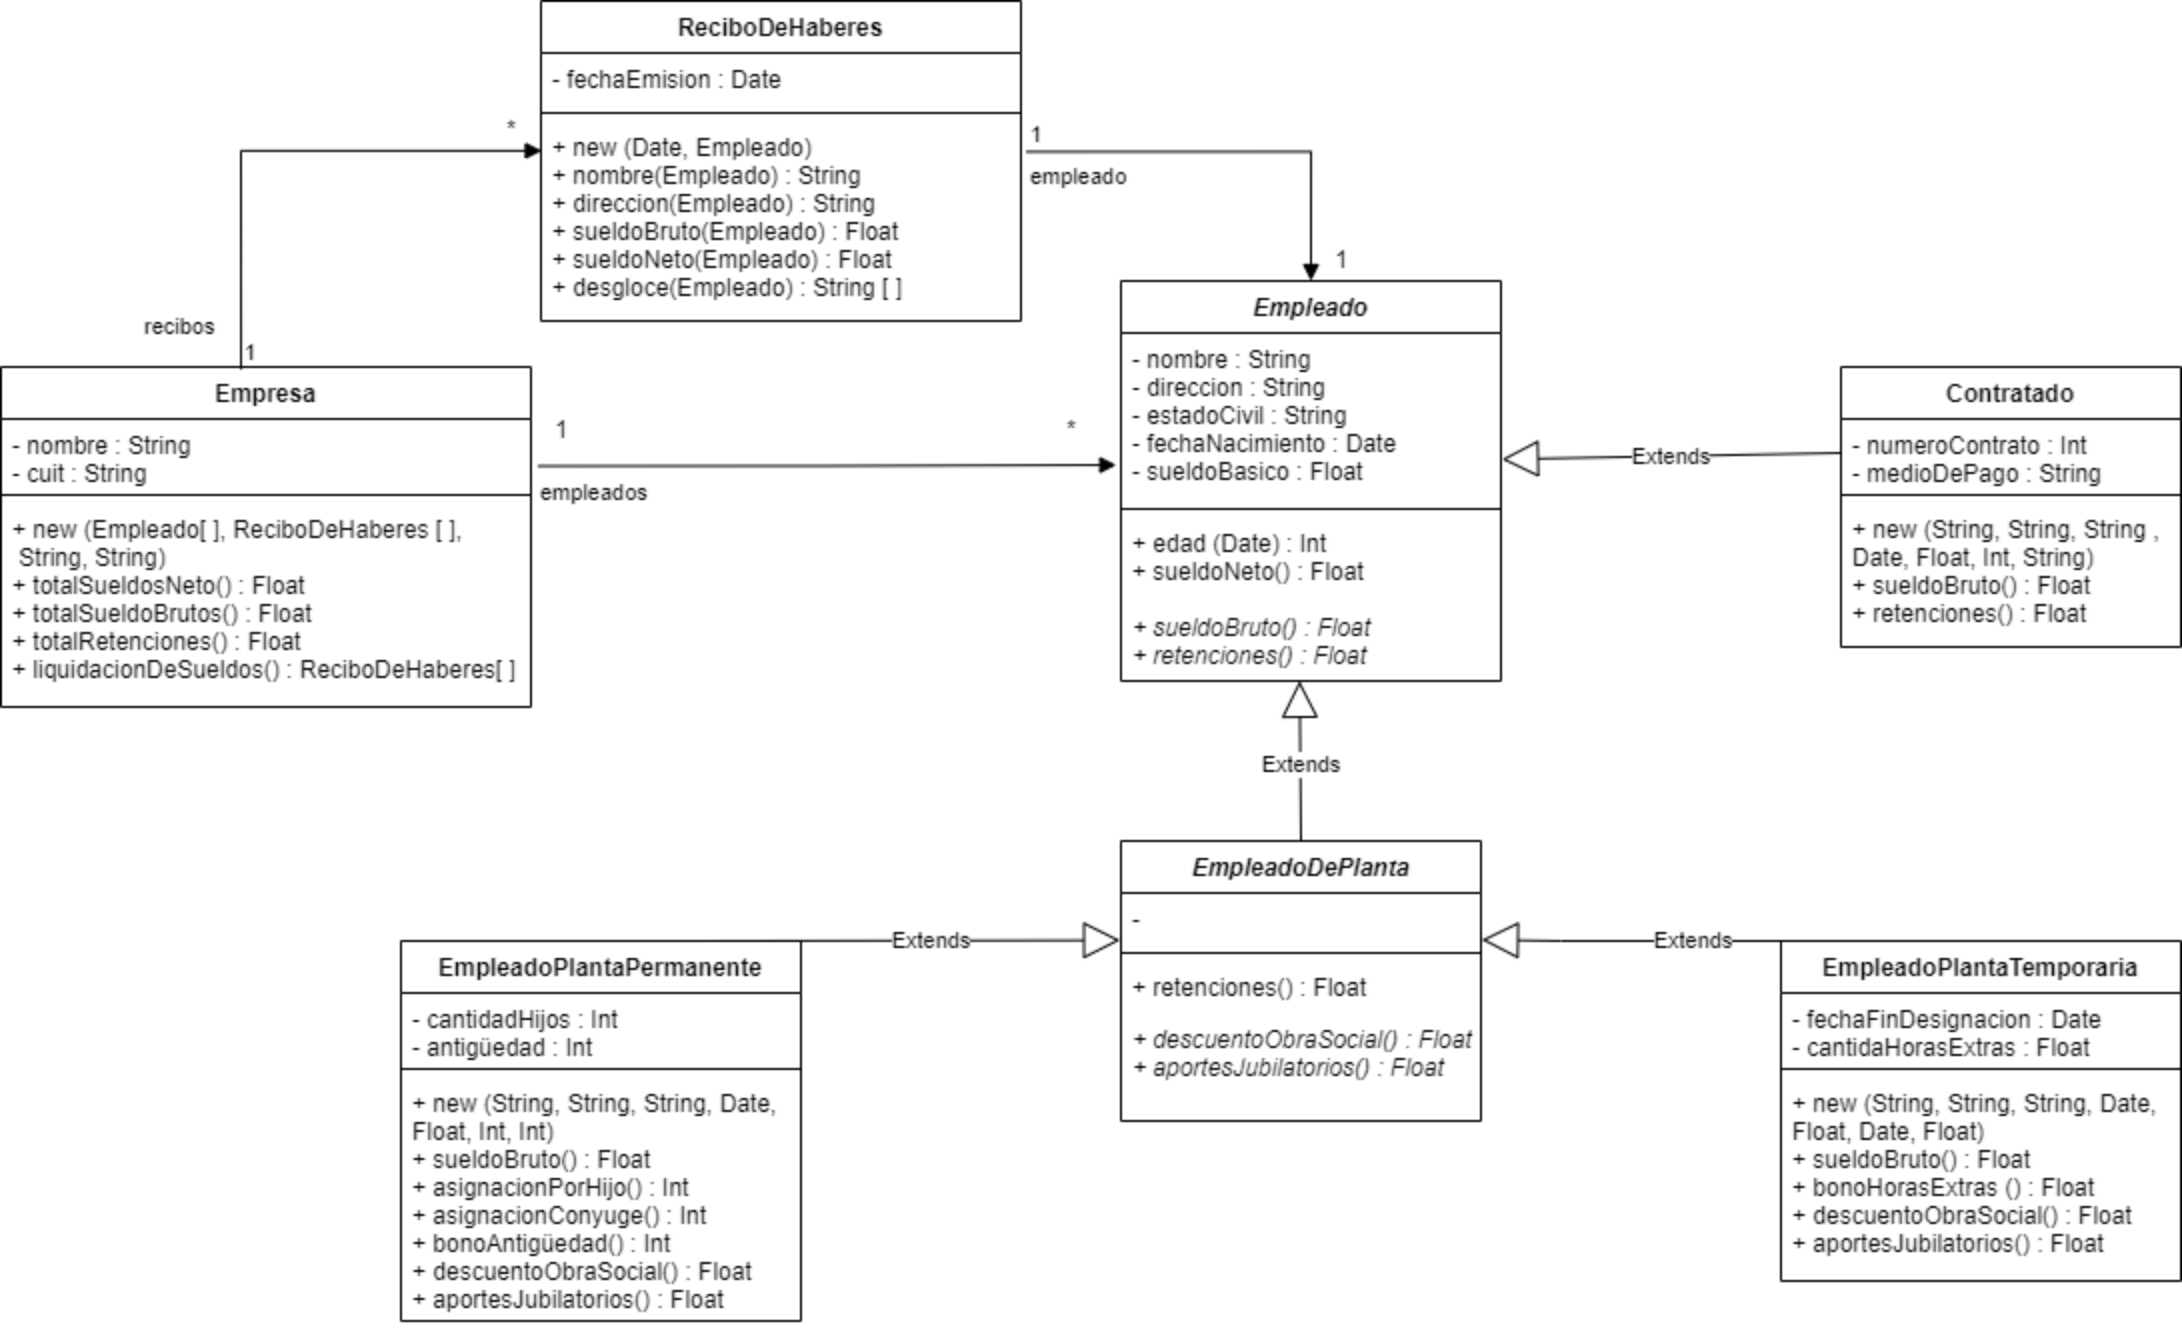 ReciboDeHaberes
- fechaEmision : Date
+ new (Date, Empleado)
+ nombre(Empleado) : String
+ direccion(Empleado) : String
+ sueldoBruto(Empleado) : Float
+ sueldoNeto(Empleado) : Float
+ desgloce(Empleado) : String [ ]
*
recibos
1
1
empleado
1
Empresa
- nombre : String
- cuit : String
+ new (Empleado[ ], ReciboDeHaberes [ ],
String, String)
+ totalSueldosNeto() : Float
+ totalSueldoBrutos() : Float
+ totalRetenciones() : Float
+ liquidacionDeSueldos() : ReciboDeHaberes[ ]
1
*
empleados
Empleado
- nombre : String
- direccion : String
- estadoCivil : String
- fechaNacimiento : Date
- sueldoBasico : Float
+ edad (Date) : Int
+ sueldoNeto() : Float
+ sueldoBruto() : Float
+ retenciones() : Float
Extends
Contratado
- numeroContrato : Int
- medioDePago : String
+ new (String, String, String ,
Date, Float, Int, String)
+ sueldoBruto() : Float
+ retenciones() : Float
Extends
EmpleadoDePlanta
-
+ retenciones() : Float
+ descuentoObraSocial() : Float
+ aportesJubilatorios() : Float
Extends
Extends
EmpleadoPlantaPermanente
- cantidadHijos : Int
- antigüedad : Int
+ new (String, String, String, Date,
Float, Int, Int)
+ sueldoBruto() : Float
+ asignacionPorHijo() : Int
+ asignacionConyuge() : Int
+ bonoAntigüedad() : Int
+ descuentoObraSocial() : Float
+ aportesJubilatorios() : Float
EmpleadoPlantaTemporaria
- fechaFinDesignacion : Date
- cantidaHorasExtras : Float
+ new (String, String, String, Date,
Float, Date, Float)
+ sueldoBruto() : Float
+ bonoHorasExtras () : Float
+ descuentoObraSocial() : Float
+ aportesJubilatorios() : Float